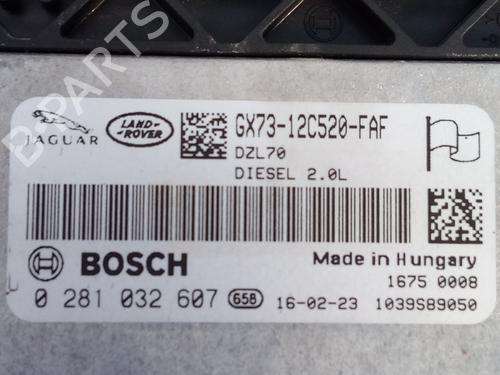 B-PARTS
JAGUAR
LAND-ROVER
GX73-12C520-FAF
DZL70
DIESEL 2.0L
BOSCH
Made in Hungary
1675 0008
0 281 032 607 658 16-02-23 1039S89050